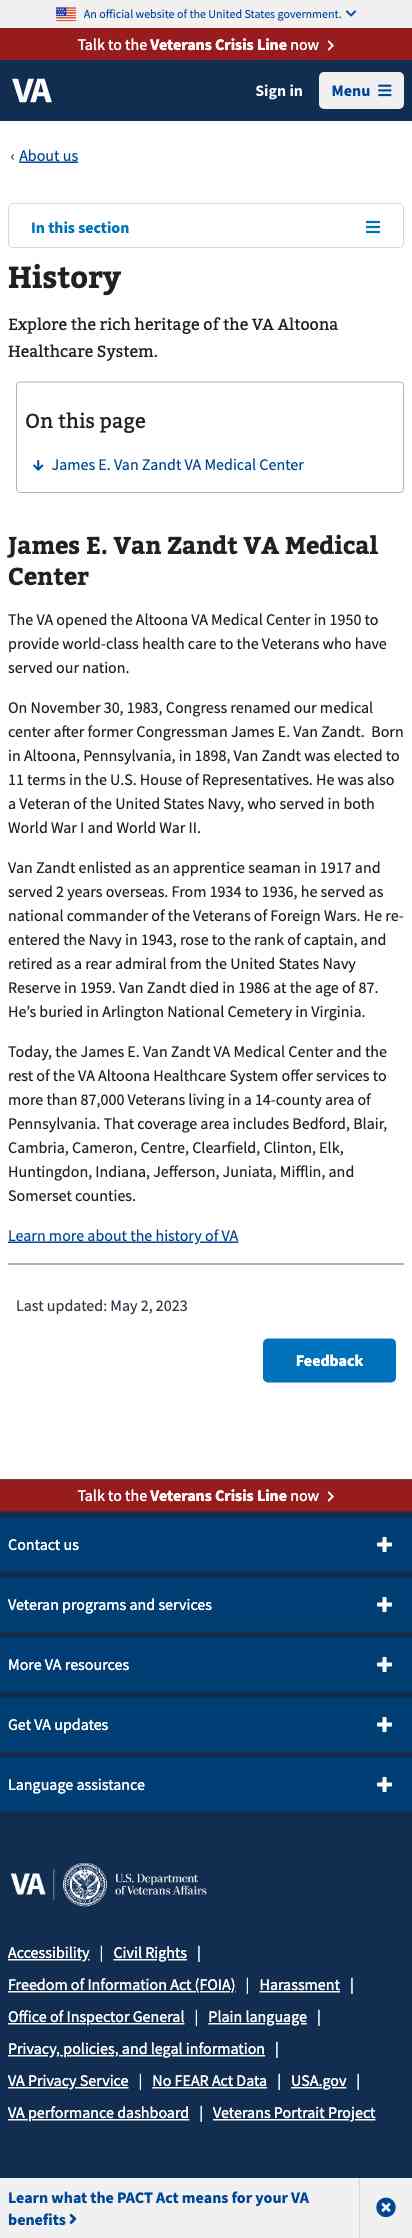 An official website of the United States government.
Talk to the Veterans Crisis Line now
VA
Sign in
Menu
‹ About us
In this section
History
Explore the rich heritage of the VA Altoona
Healthcare System.
On this page
James E. Van Zandt VA Medical Center
James E. Van Zandt VA Medical
Center
The VA opened the Altoona VA Medical Center in 1950 to
provide world-class health care to the Veterans who have
served our nation.
On November 30, 1983, Congress renamed our medical
center after former Congressman James E. Van Zandt.  Born
in Altoona, Pennsylvania, in 1898, Van Zandt was elected to
11 terms in the U.S. House of Representatives. He was also
a Veteran of the United States Navy, who served in both
World War I and World War II.
Van Zandt enlisted as an apprentice seaman in 1917 and
served 2 years overseas. From 1934 to 1936, he served as
national commander of the Veterans of Foreign Wars. He re-
entered the Navy in 1943, rose to the rank of captain, and
retired as a rear admiral from the United States Navy
Reserve in 1959. Van Zandt died in 1986 at the age of 87.
He’s buried in Arlington National Cemetery in Virginia.
Today, the James E. Van Zandt VA Medical Center and the
rest of the VA Altoona Healthcare System offer services to
more than 87,000 Veterans living in a 14-county area of
Pennsylvania. That coverage area includes Bedford, Blair,
Cambria, Cameron, Centre, Clearfield, Clinton, Elk,
Huntingdon, Indiana, Jefferson, Juniata, Mifflin, and
Somerset counties.
Learn more about the history of VA
Last updated: May 2, 2023
Feedback
Talk to the Veterans Crisis Line now
Contact us
Veteran programs and services
More VA resources
Get VA updates
Language assistance
VA | U.S. Department
of Veterans Affairs
Accessibility | Civil Rights |
Freedom of Information Act (FOIA) | Harassment |
Office of Inspector General | Plain language |
Privacy, policies, and legal information |
VA Privacy Service | No FEAR Act Data | USA.gov |
VA performance dashboard | Veterans Portrait Project
Learn what the PACT Act means for your VA
benefits